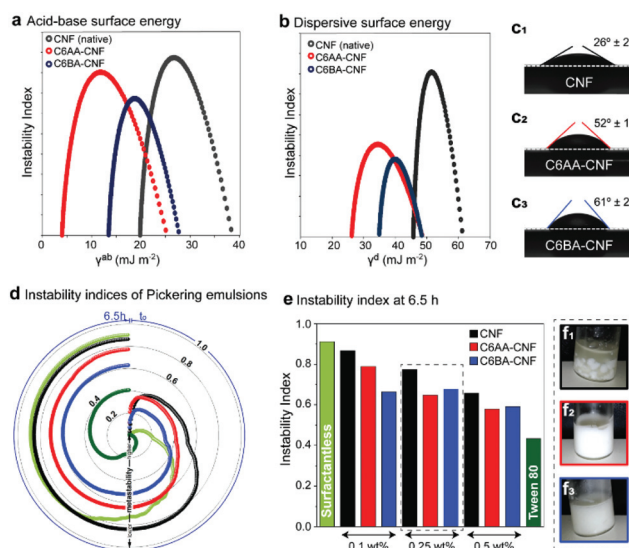 a Acid-base surface energy
CNF (native)
C6AA-CNF
C6BA-CNF
Instability Index
0 10 20 30 40
γab (mJ m-2)
b Dispersive surface energy
CNF (native)
C6AA-CNF
C6BA-CNF
Instability Index
10 20 30 40 50 60 70
γd (mJ m-2)
c1
26º ± 2
CNF
c2
52º ± 1
C6AA-CNF
c3
61º ± 2
C6BA-CNF
d Instability indices of Pickering emulsions
6.5h
t0
1.0
0.8
0.6
0.4
0.2
metastability
e Instability index at 6.5 h
CNF
C6AA-CNF
C6BA-CNF
Instability Index
1.0
0.8
0.6
0.4
0.2
0.0
Surfactantless
Tween 80
0.1 wt%
0.25 wt%
0.5 wt%
f1
f2
f3